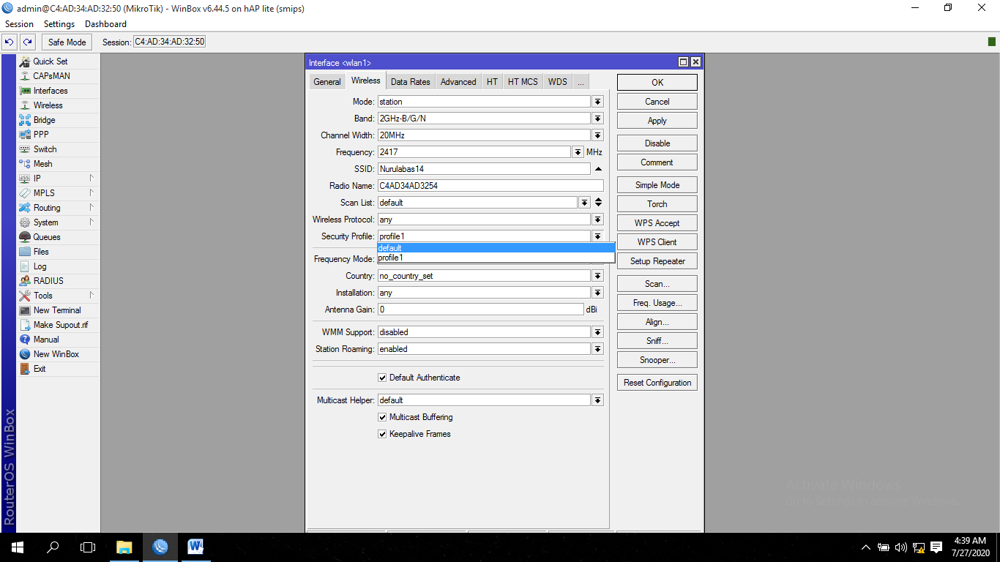 admin@C4:AD:34:AD:32:50 (MikroTik) - WinBox v6.44.5 on hAP lite (smips)
Session Settings Dashboard
Safe Mode Session: C4:AD:34:AD:32:50
Quick Set
CAPsMAN
Interfaces
Wireless
Bridge
PPP
Switch
Mesh
IP
MPLS
Routing
System
Queues
Files
Log
RADIUS
Tools
New Terminal
Make Supout.rif
Manual
New WinBox
Exit
RouterOS WinBox
Interface <wlan1>
General Wireless Data Rates Advanced HT HT MCS WDS ...
Mode: station
Band: 2GHz-B/G/N
Channel Width: 20MHz
Frequency: 2417 MHz
SSID: Nurulabas14
Radio Name: C4AD34AD3254
Scan List: default
Wireless Protocol: any
Security Profile: profile1
default
profile1
Frequency Mode:
Country: no_country_set
Installation: any
Antenna Gain: 0 dBi
WMM Support: disabled
Station Roaming: enabled
Default Authenticate
Multicast Helper: default
Multicast Buffering
Keepalive Frames
OK
Cancel
Apply
Disable
Comment
Simple Mode
Torch
WPS Accept
WPS Client
Setup Repeater
Scan...
Freq. Usage...
Align...
Sniff...
Snooper...
Reset Configuration
Activate Windows
Go to Settings to activate Windows.
4:39 AM
7/27/2020